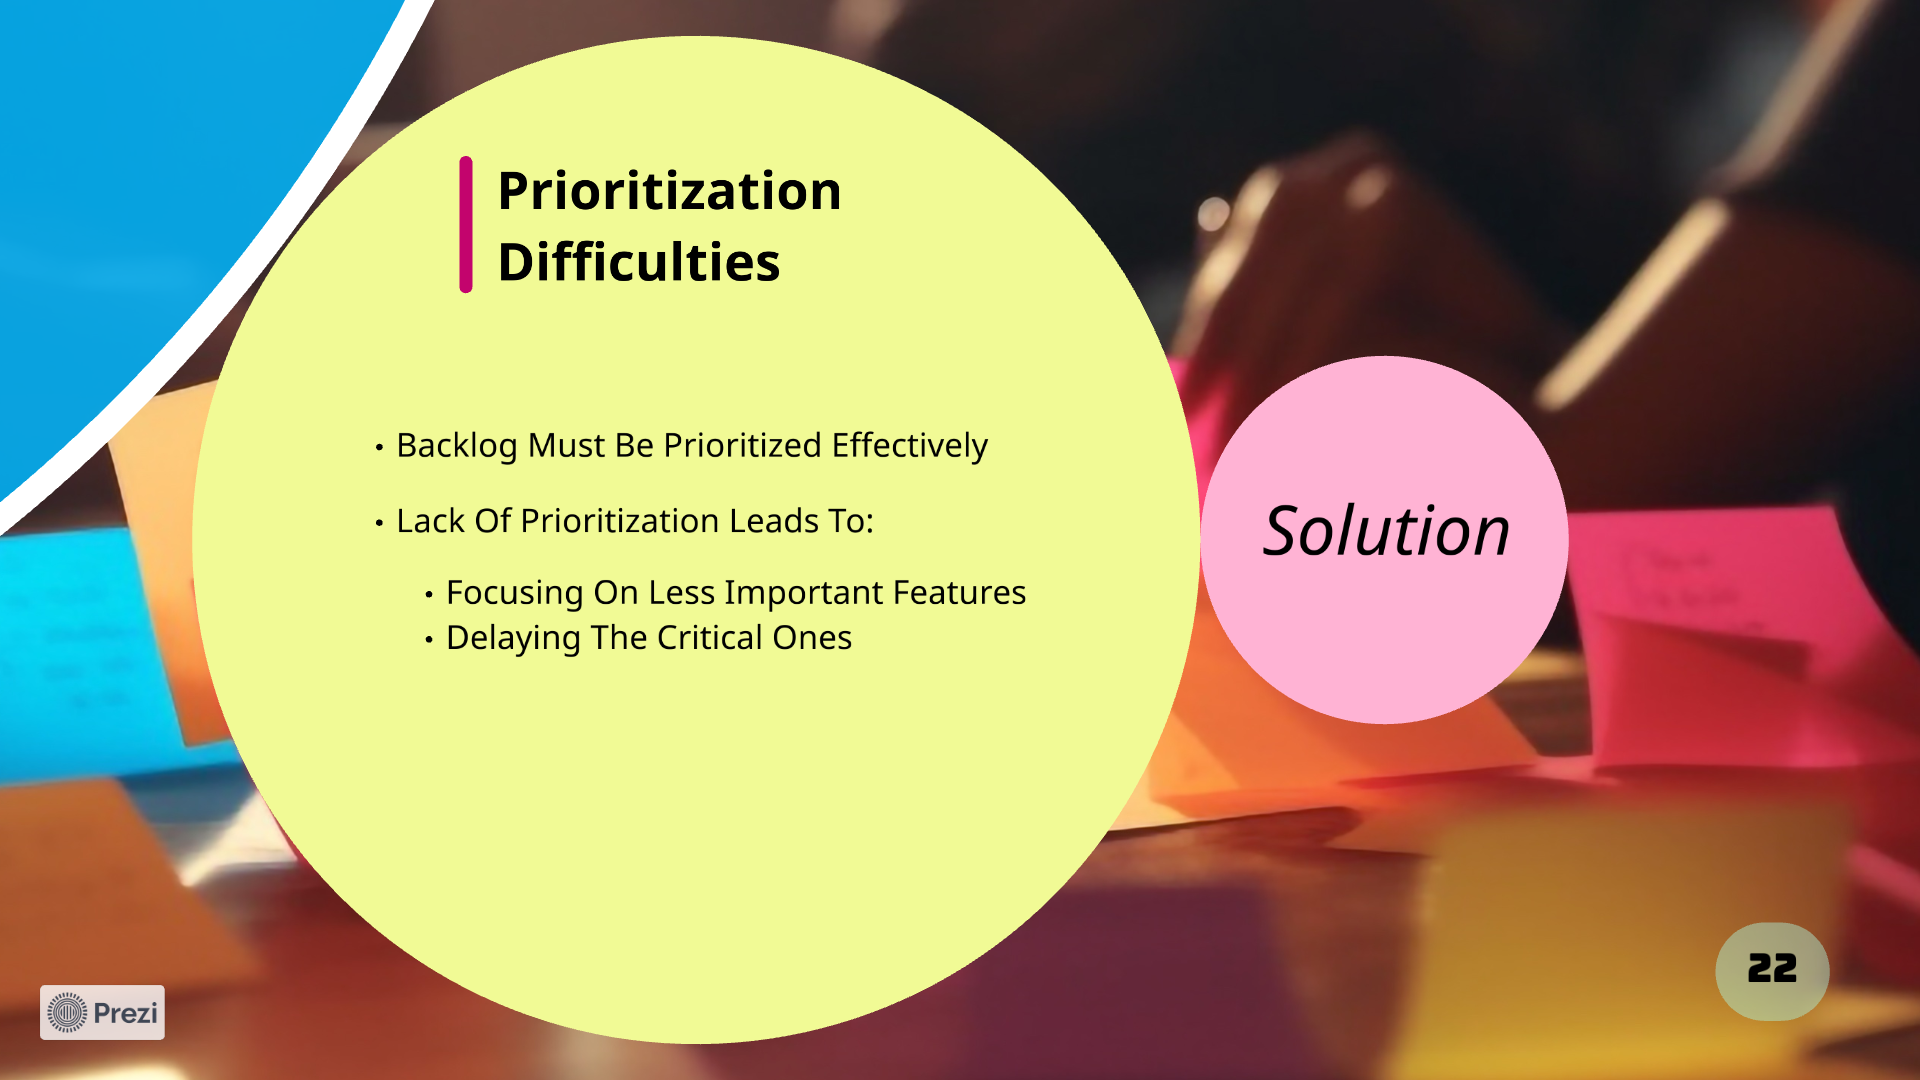 Prioritization
Difficulties
• Backlog Must Be Prioritized Effectively
• Lack Of Prioritization Leads To:
• Focusing On Less Important Features
• Delaying The Critical Ones
Solution
22
Prezi